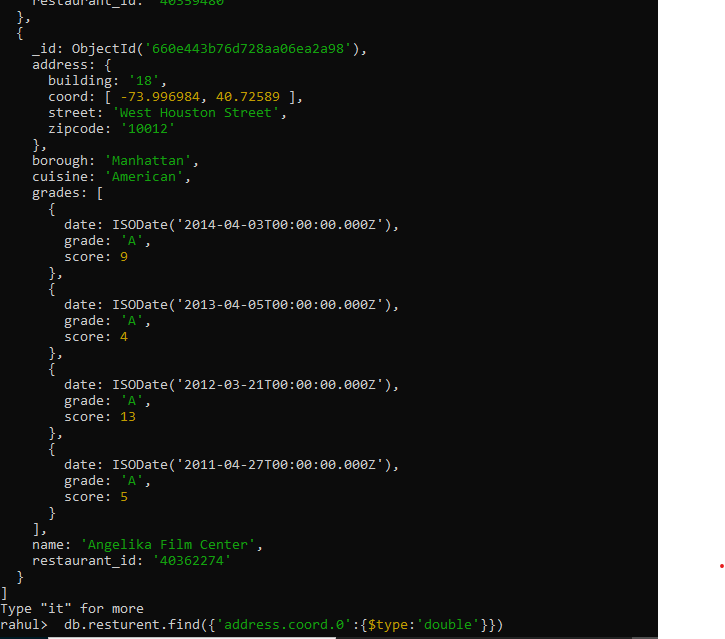 restaurant_id: '40359480'
},
{
_id: ObjectId('660e443b76d728aa06ea2a98'),
address: {
building: '18',
coord: [ -73.996984, 40.72589 ],
street: 'West Houston Street',
zipcode: '10012'
},
borough: 'Manhattan',
cuisine: 'American',
grades: [
{
date: ISODate('2014-04-03T00:00:00.000Z'),
grade: 'A',
score: 9
},
{
date: ISODate('2013-04-05T00:00:00.000Z'),
grade: 'A',
score: 4
},
{
date: ISODate('2012-03-21T00:00:00.000Z'),
grade: 'A',
score: 13
},
{
date: ISODate('2011-04-27T00:00:00.000Z'),
grade: 'A',
score: 5
}
],
name: 'Angelika Film Center',
restaurant_id: '40362274'
}
]
Type "it" for more
rahul> db.resturent.find({'address.coord.0':{$type:'double'}})